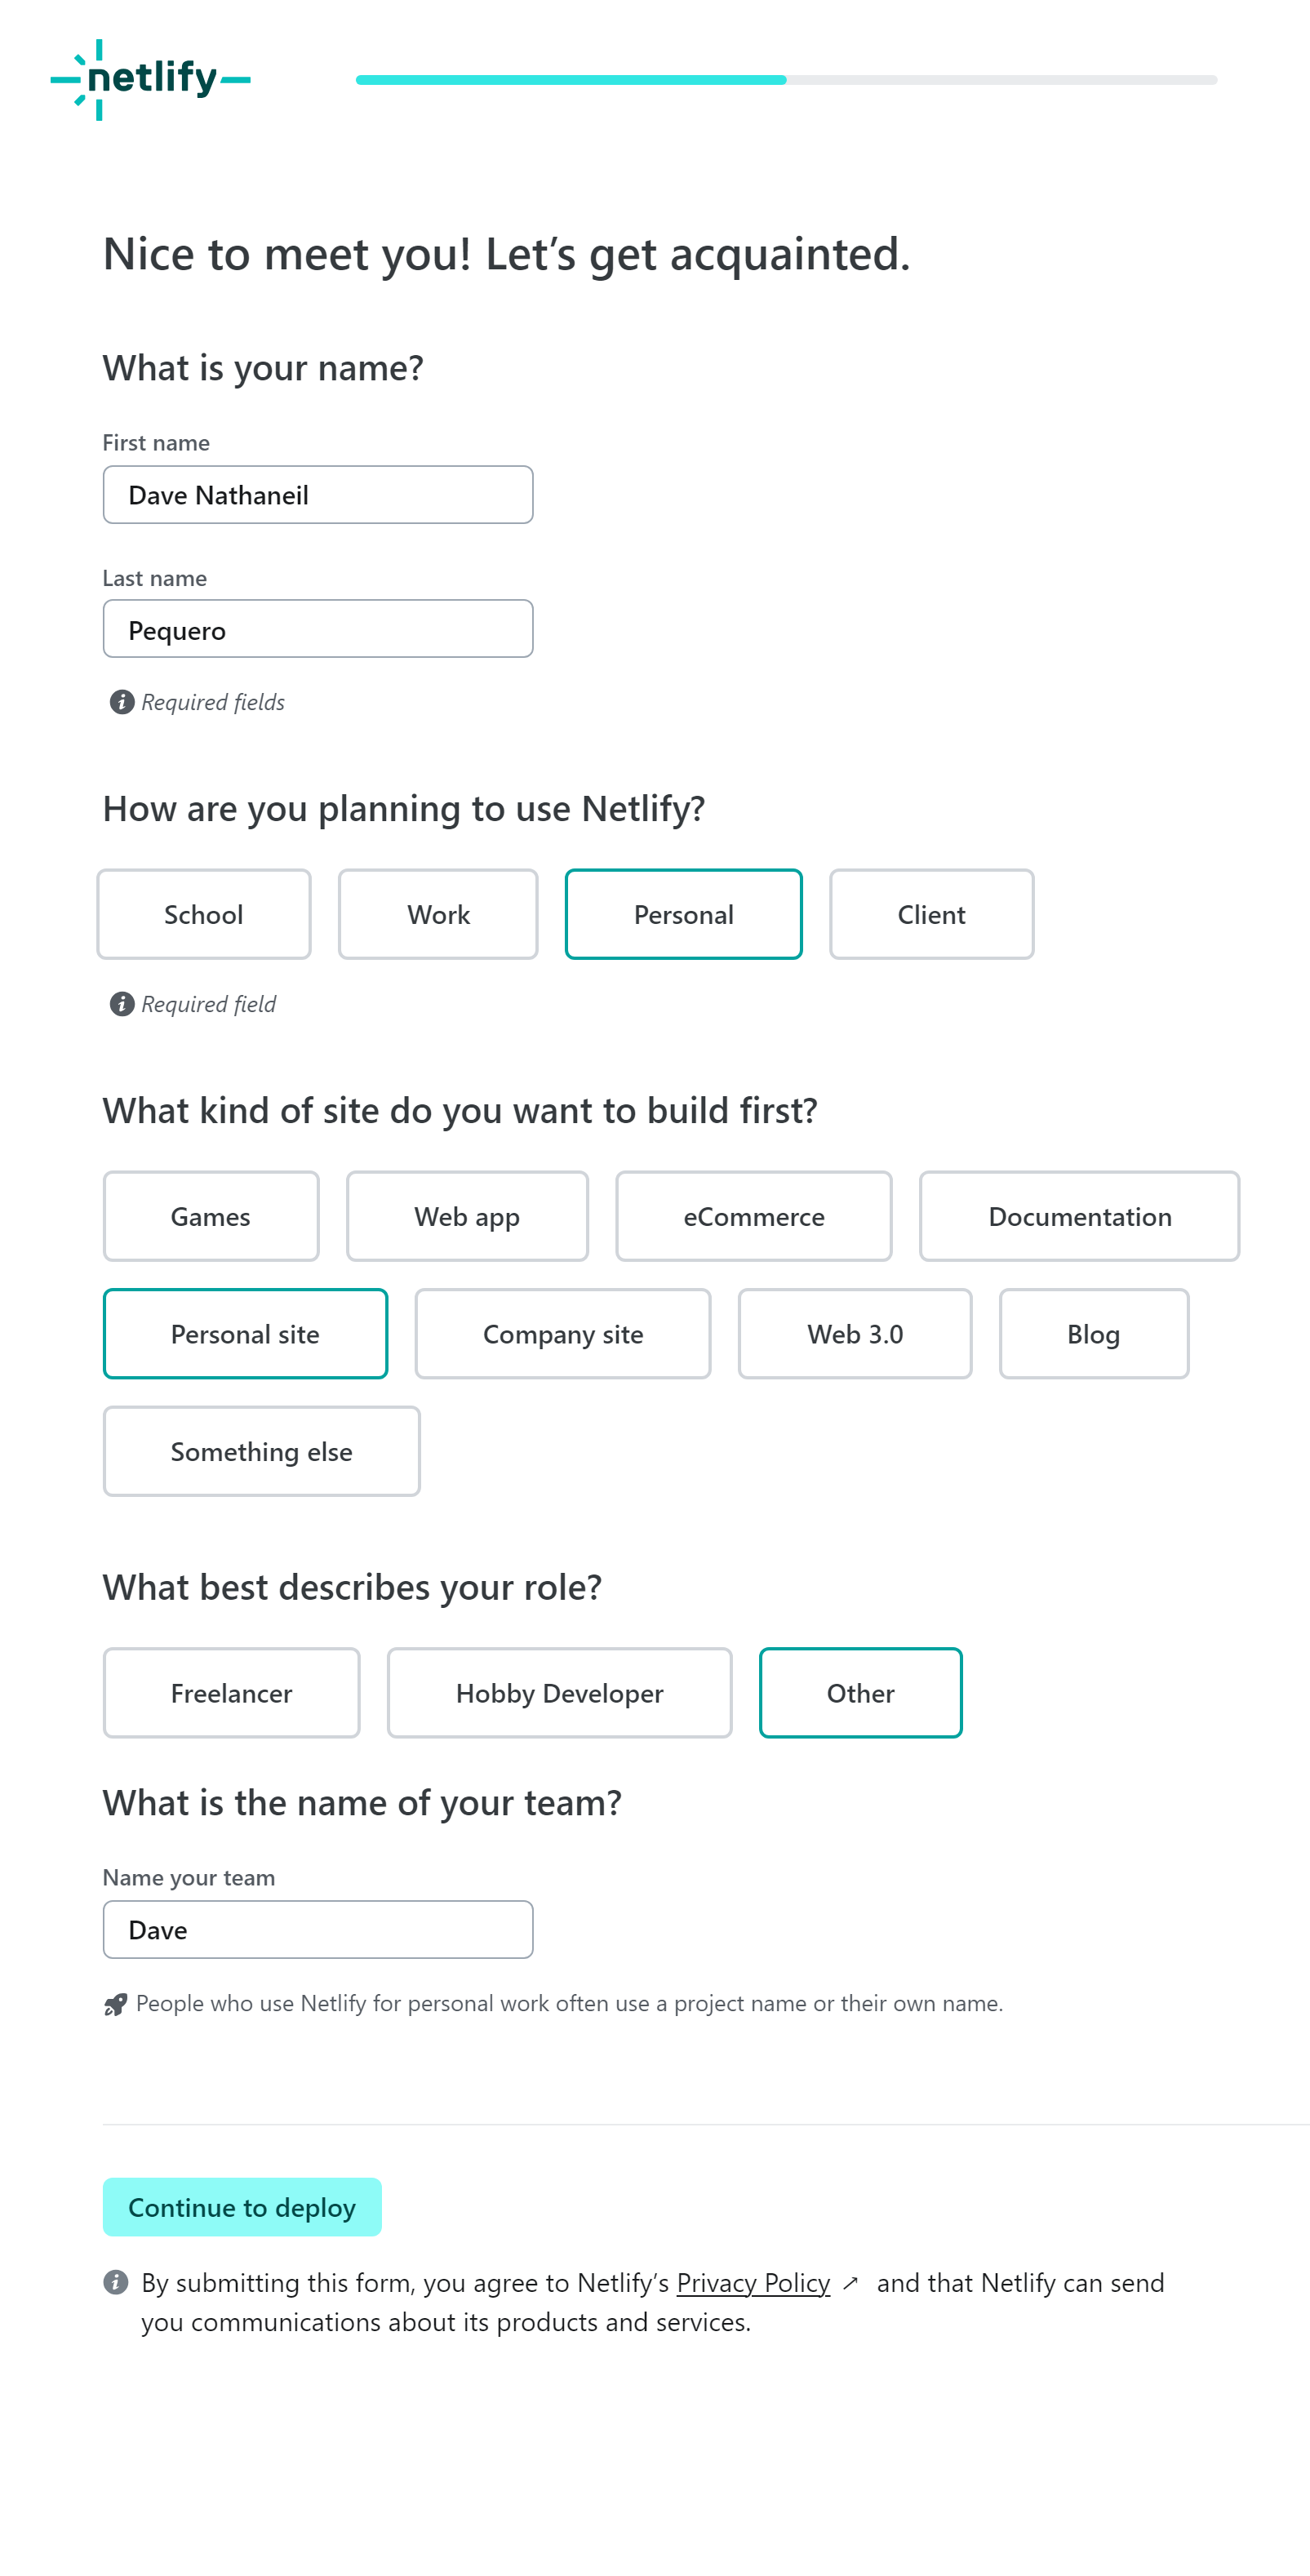 netlify
Nice to meet you! Let’s get acquainted.
What is your name?
First name
Dave Nathaneil
Last name
Pequero
Required fields
How are you planning to use Netlify?
School
Work
Personal
Client
Required field
What kind of site do you want to build first?
Games
Web app
eCommerce
Documentation
Personal site
Company site
Web 3.0
Blog
Something else
What best describes your role?
Freelancer
Hobby Developer
Other
What is the name of your team?
Name your team
Dave
People who use Netlify for personal work often use a project name or their own name.
Continue to deploy
By submitting this form, you agree to Netlify’s Privacy Policy ↗ and that Netlify can send
you communications about its products and services.